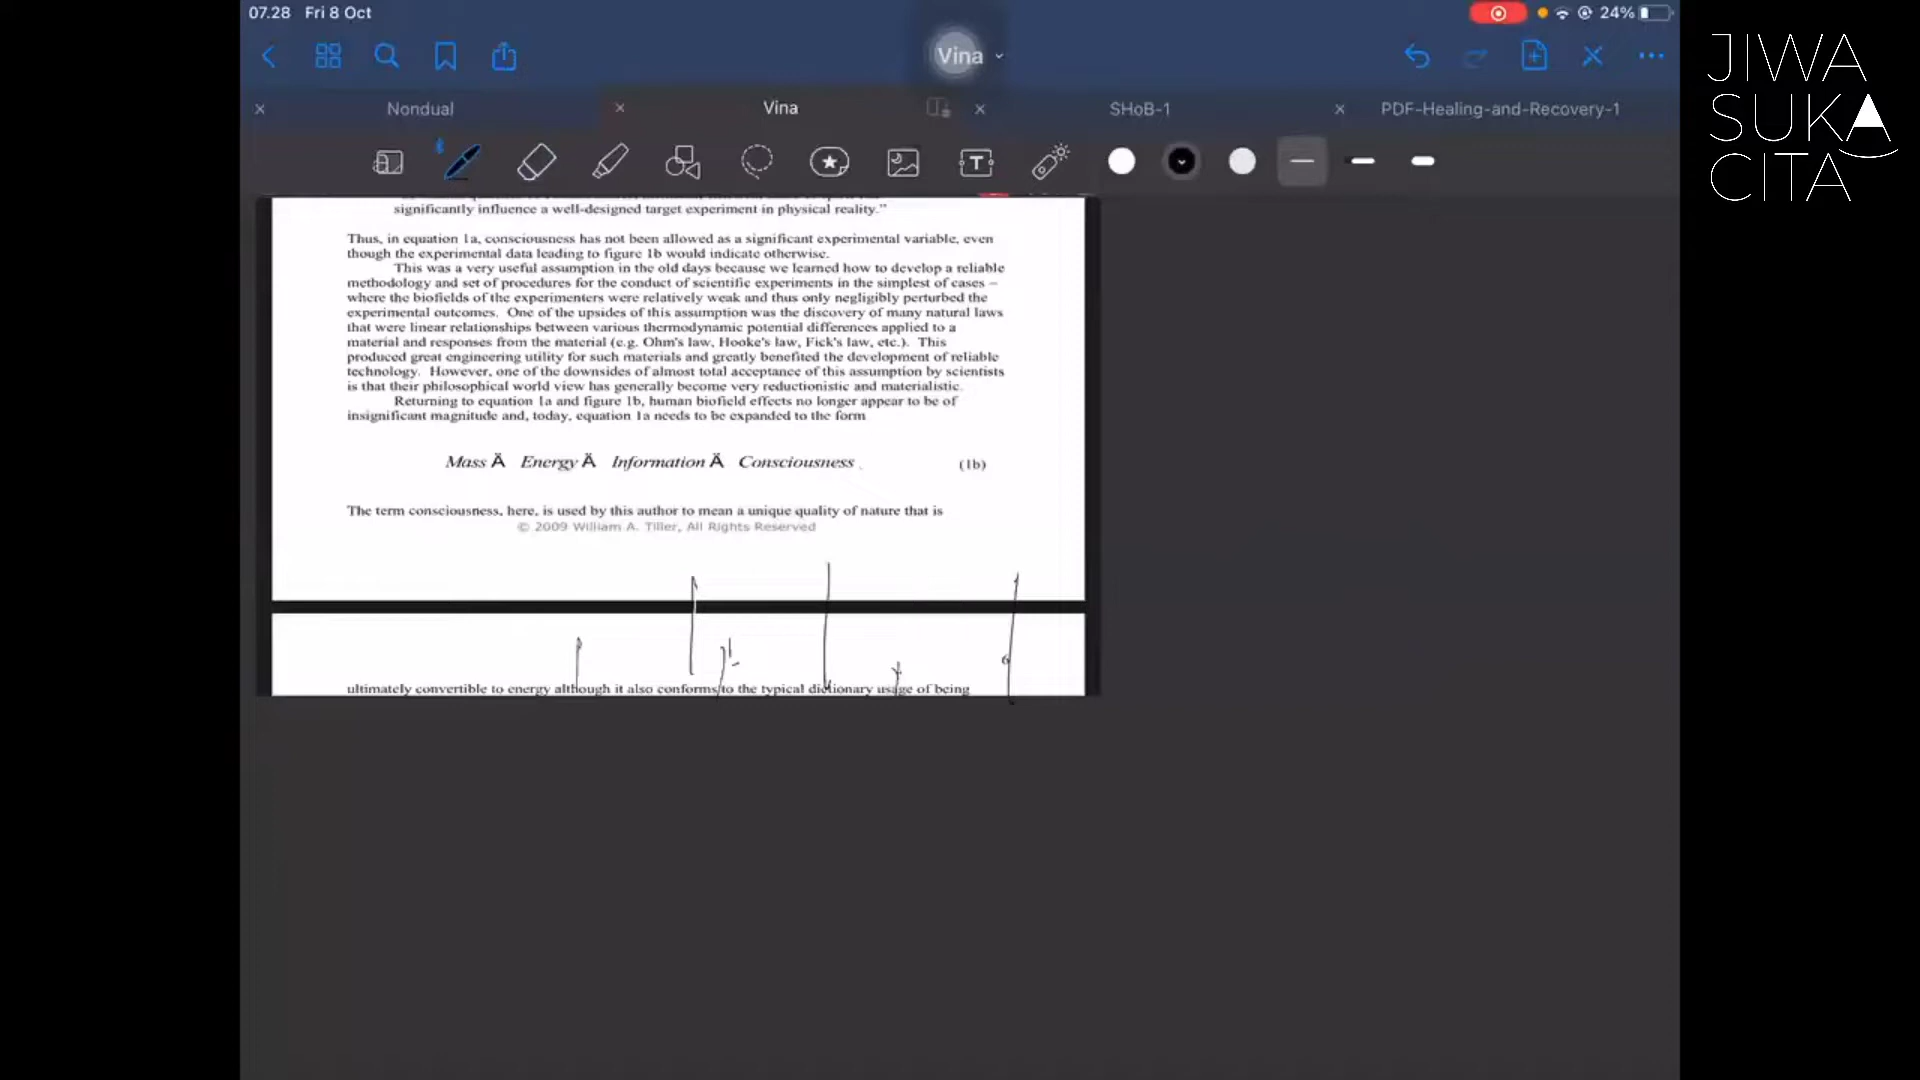 07.28 Fri 8 Oct
24%
JIWA
SUKA
CITA
Vina
Nondual
Vina
SHoB-1
PDF-Healing-and-Recovery-1
significantly influence a well-designed target experiment in physical reality."
Thus, in equation 1a, consciousness has not been allowed as a significant experimental variable, even
though the experimental data leading to figure 1b would indicate otherwise.
This was a very useful assumption in the old days because we learned how to develop a reliable
methodology and set of procedures for the conduct of scientific experiments in the simplest of cases –
where the biofields of the experimenters were relatively weak and thus only negligibly perturbed the
experimental outcomes. One of the upsides of this assumption was the discovery of many natural laws
that were linear relationships between various thermodynamic potential differences applied to a
material and responses from the material (e.g. Ohm's law, Hooke's law, Fick's law, etc.). This
produced great engineering utility for such materials and greatly benefited the development of reliable
technology. However, one of the downsides of almost total acceptance of this assumption by scientists
is that their philosophical world view has generally become very reductionistic and materialistic.
Returning to equation 1a and figure 1b, human biofield effects no longer appear to be of
insignificant magnitude and, today, equation 1a needs to be expanded to the form
Mass Ä Energy Ä Information Ä Consciousness (1b)
The term consciousness, here, is used by this author to mean a unique quality of nature that is
© 2009 William A. Tiller, All Rights Reserved
ultimately convertible to energy although it also conforms to the typical dictionary usage of being